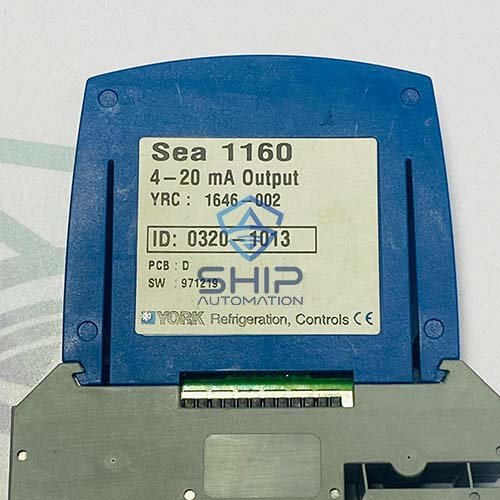 Sea 1160
4-20 mA Output
YRC : 1646-002
ID: 0320-1013
PCB : D
SW : 971219
SHIP
AUTOMATION
YORK Refrigeration, Controls CE